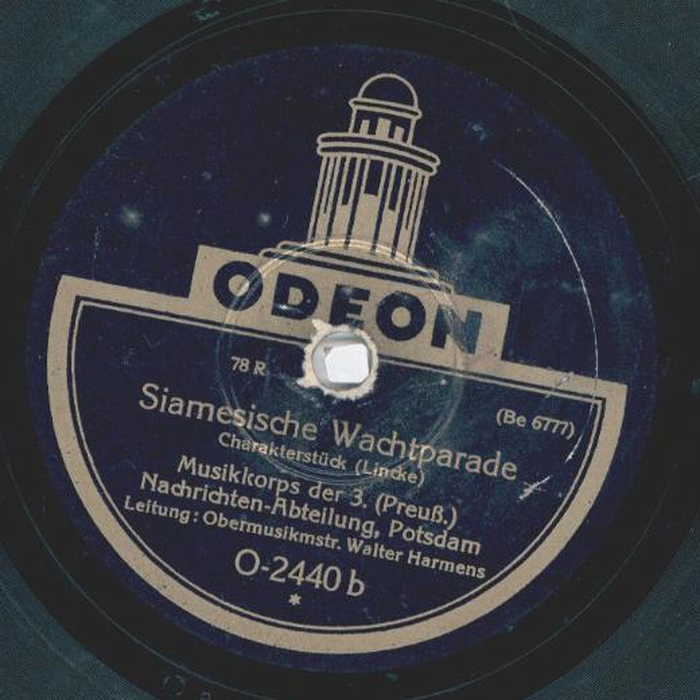 ODEON
78 R.
(Be 6777)
Siamesische Wachtparade
Charakterstück (Lincke)
Musikkorps der 3. (Preuß.)
Nachrichten-Abteilung, Potsdam
Leitung: Obermusikmstr. Walter Harmens
O-2440 b
*